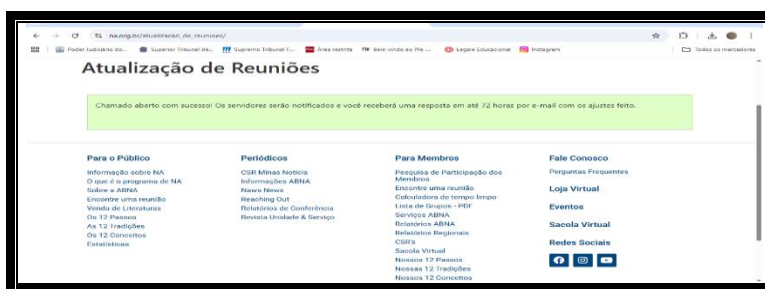 na.org.br/atualizacao_de_reunioes/
Poder Judiciário do... Superior Tribunal de... Supremo Tribunal F... Área restrita Bem vindo ao PJe — Legale Educacional Instagram Todos os marcadores
Atualização de Reuniões
Chamado aberto com sucesso! Os servidores serão notificados e você receberá uma resposta em até 72 horas por e-mail com os ajustes feito.
Para o Público
Informação sobre NA
O que é o programa de NA
Sobre a ABNA
Encontre uma reunião
Venda de Literaturas
Os 12 Passos
As 12 Tradições
Os 12 Conceitos
Estatísticas
Periódicos
CSR Minas Notícia
Informações ABNA
News News
Reaching Out
Relatórios de Conferência
Revista Unidade & Serviço
Para Membros
Pesquisa de Participação dos
Membros
Encontre uma reunião
Calculadora de tempo limpo
Lista de Grupos - PDF
Serviços ABNA
Relatórios ABNA
Relatórios Regionais
CSR's
Sacola Virtual
Nossos 12 Passos
Nossas 12 Tradições
Nossos 12 Conceitos
Fale Conosco
Perguntas Frequentes
Loja Virtual
Eventos
Sacola Virtual
Redes Sociais